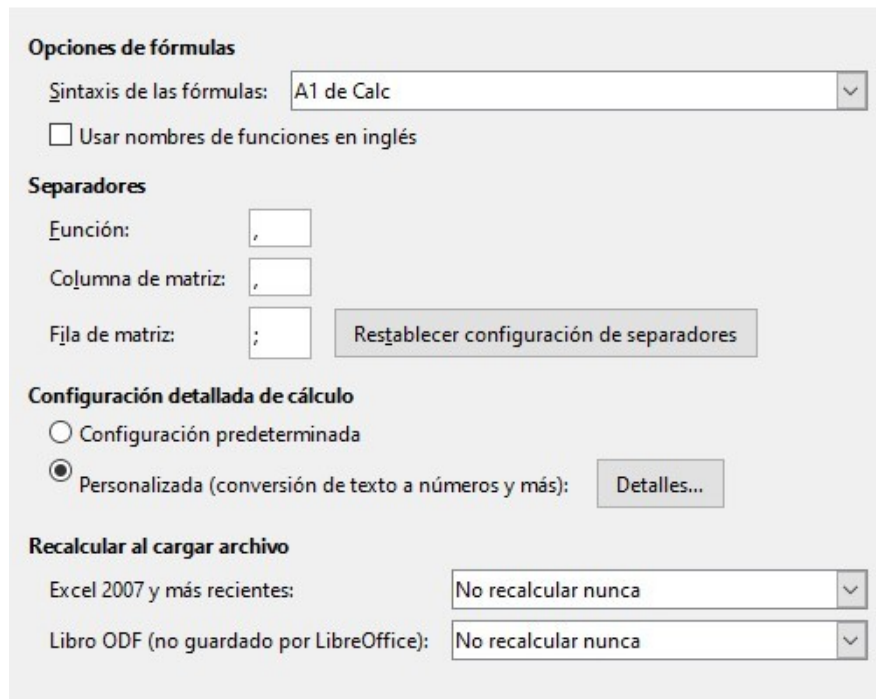 Opciones de fórmulas
Sintaxis de las fórmulas: A1 de Calc
Usar nombres de funciones en inglés
Separadores
Función: ,
Columna de matriz: ,
Fila de matriz: ; Restablecer configuración de separadores
Configuración detallada de cálculo
Configuración predeterminada
Personalizada (conversión de texto a números y más): Detalles...
Recalcular al cargar archivo
Excel 2007 y más recientes: No recalcular nunca
Libro ODF (no guardado por LibreOffice): No recalcular nunca